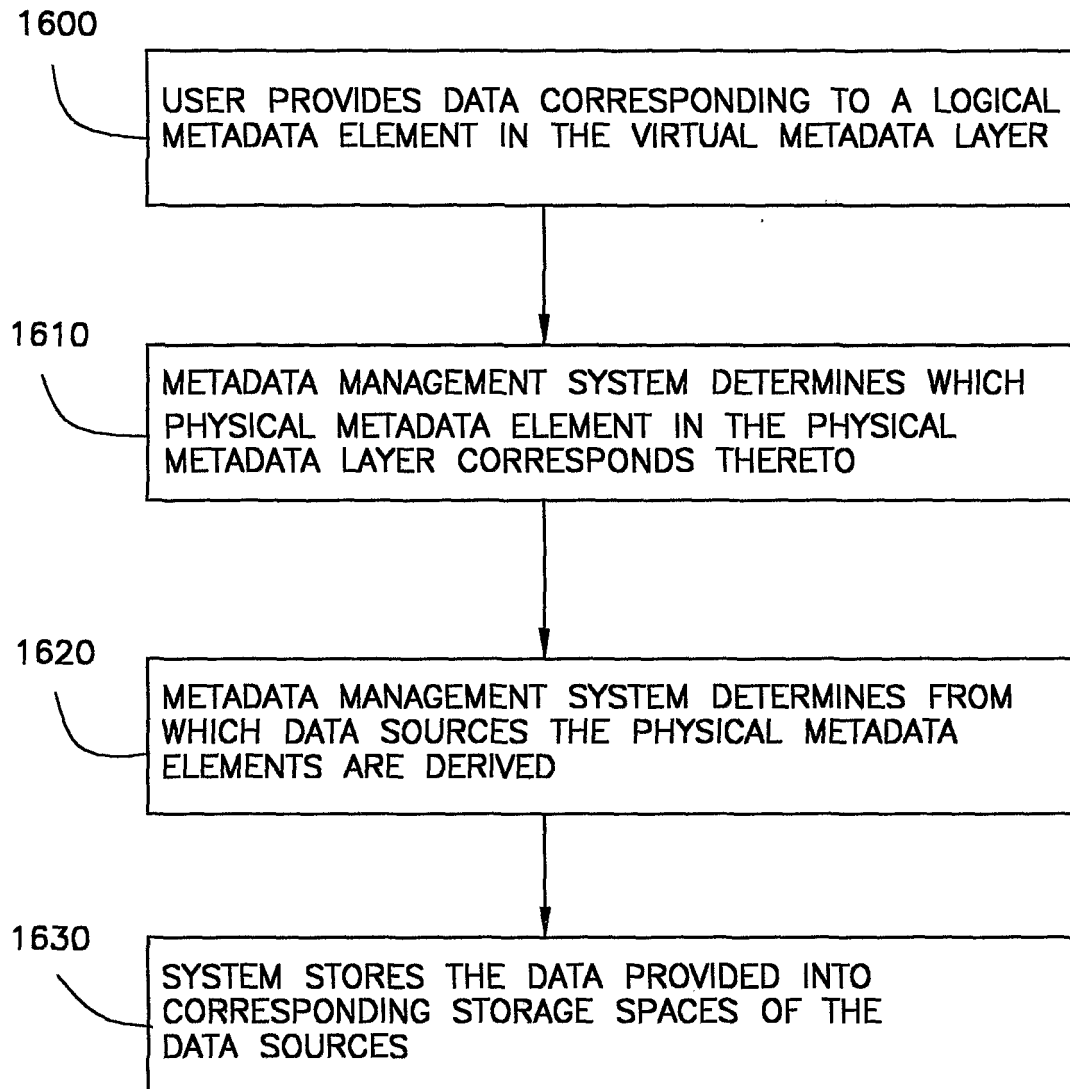 1600
USER PROVIDES DATA CORRESPONDING TO A LOGICAL
METADATA ELEMENT IN THE VIRTUAL METADATA LAYER
1610
METADATA MANAGEMENT SYSTEM DETERMINES WHICH
PHYSICAL METADATA ELEMENT IN THE PHYSICAL
METADATA LAYER CORRESPONDS THERETO
1620
METADATA MANAGEMENT SYSTEM DETERMINES FROM
WHICH DATA SOURCES THE PHYSICAL METADATA
ELEMENTS ARE DERIVED
1630
SYSTEM STORES THE DATA PROVIDED INTO
CORRESPONDING STORAGE SPACES OF THE
DATA SOURCES